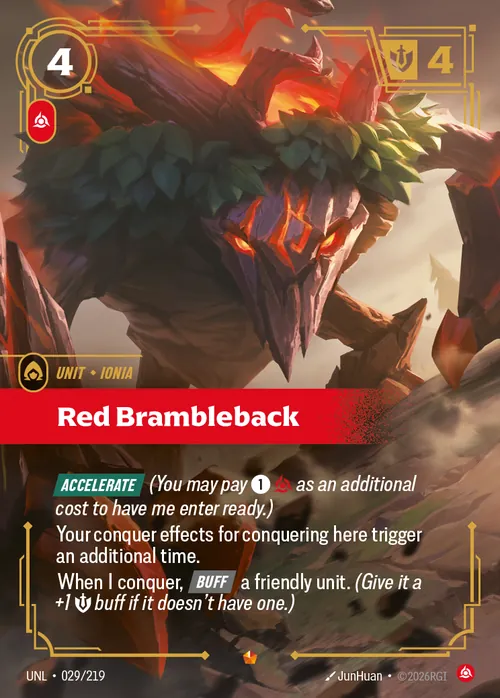 4
4
UNIT • IONIA
Red Brambleback
ACCELERATE (You may pay 1 as an additional
cost to have me enter ready.)
Your conquer effects for conquering here trigger
an additional time.
When I conquer, BUFF a friendly unit. (Give it a
+1 buff if it doesn't have one.)
UNL • 029/219
JunHuan • ©2026RGI